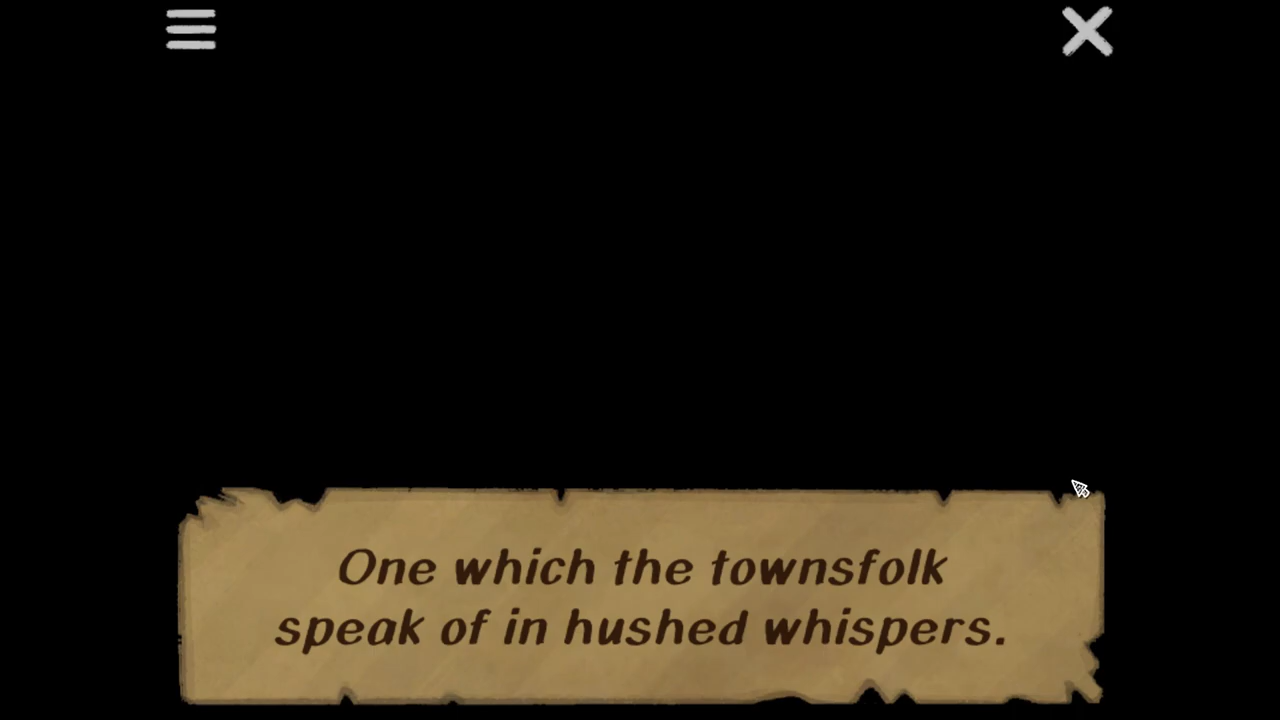 One which the townsfolk
speak of in hushed whispers.